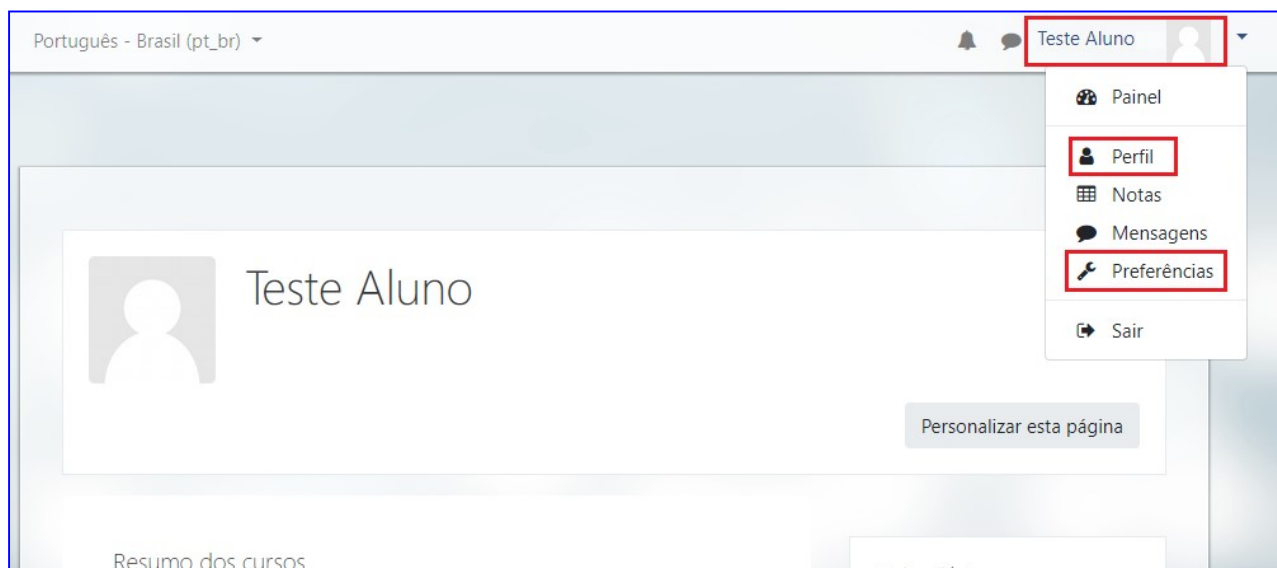 Português - Brasil (pt_br)
Teste Aluno
Painel
Perfil
Notas
Mensagens
Preferências
Sair
Teste Aluno
Personalizar esta página
Resumo dos cursos